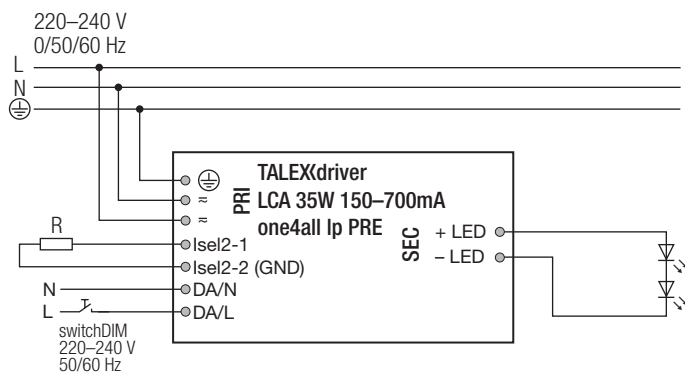 220–240 V
0/50/60 Hz
L
N
TALEXXdriver
LCA 35W 150–700mA
one4all lp PRE
PRI
≂
≂
SEC
+ LED
– LED
R
Isel2-1
Isel2-2 (GND)
N
DA/N
L
DA/L
switchDIM
220–240 V
50/60 Hz